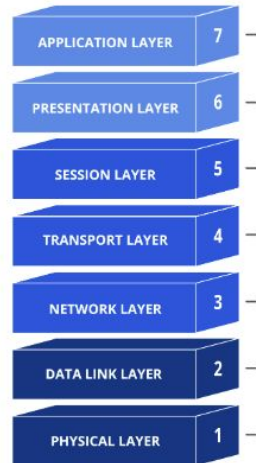 APPLICATION LAYER 7
PRESENTATION LAYER 6
SESSION LAYER 5
TRANSPORT LAYER 4
NETWORK LAYER 3
DATA LINK LAYER 2
PHYSICAL LAYER 1